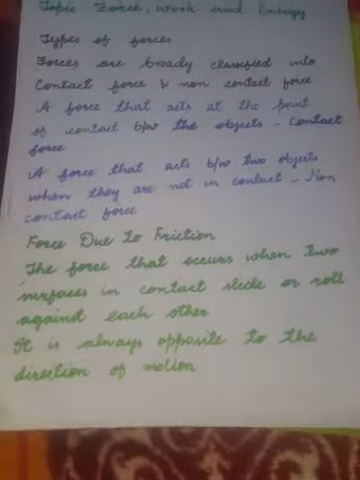 Topic Force, work and Energy
Types of forces
Forces are broady classified into
Contact force & non contact force
A force that acts at the point
of contact b/w the objects - Contact
force
A force that acts b/w two objects
when they are not in contact - Non
contact force
Force Due To Friction
The force that occurs when two
surfaces in contact slide or roll
against each other
It is always opposite to the
direction of motion